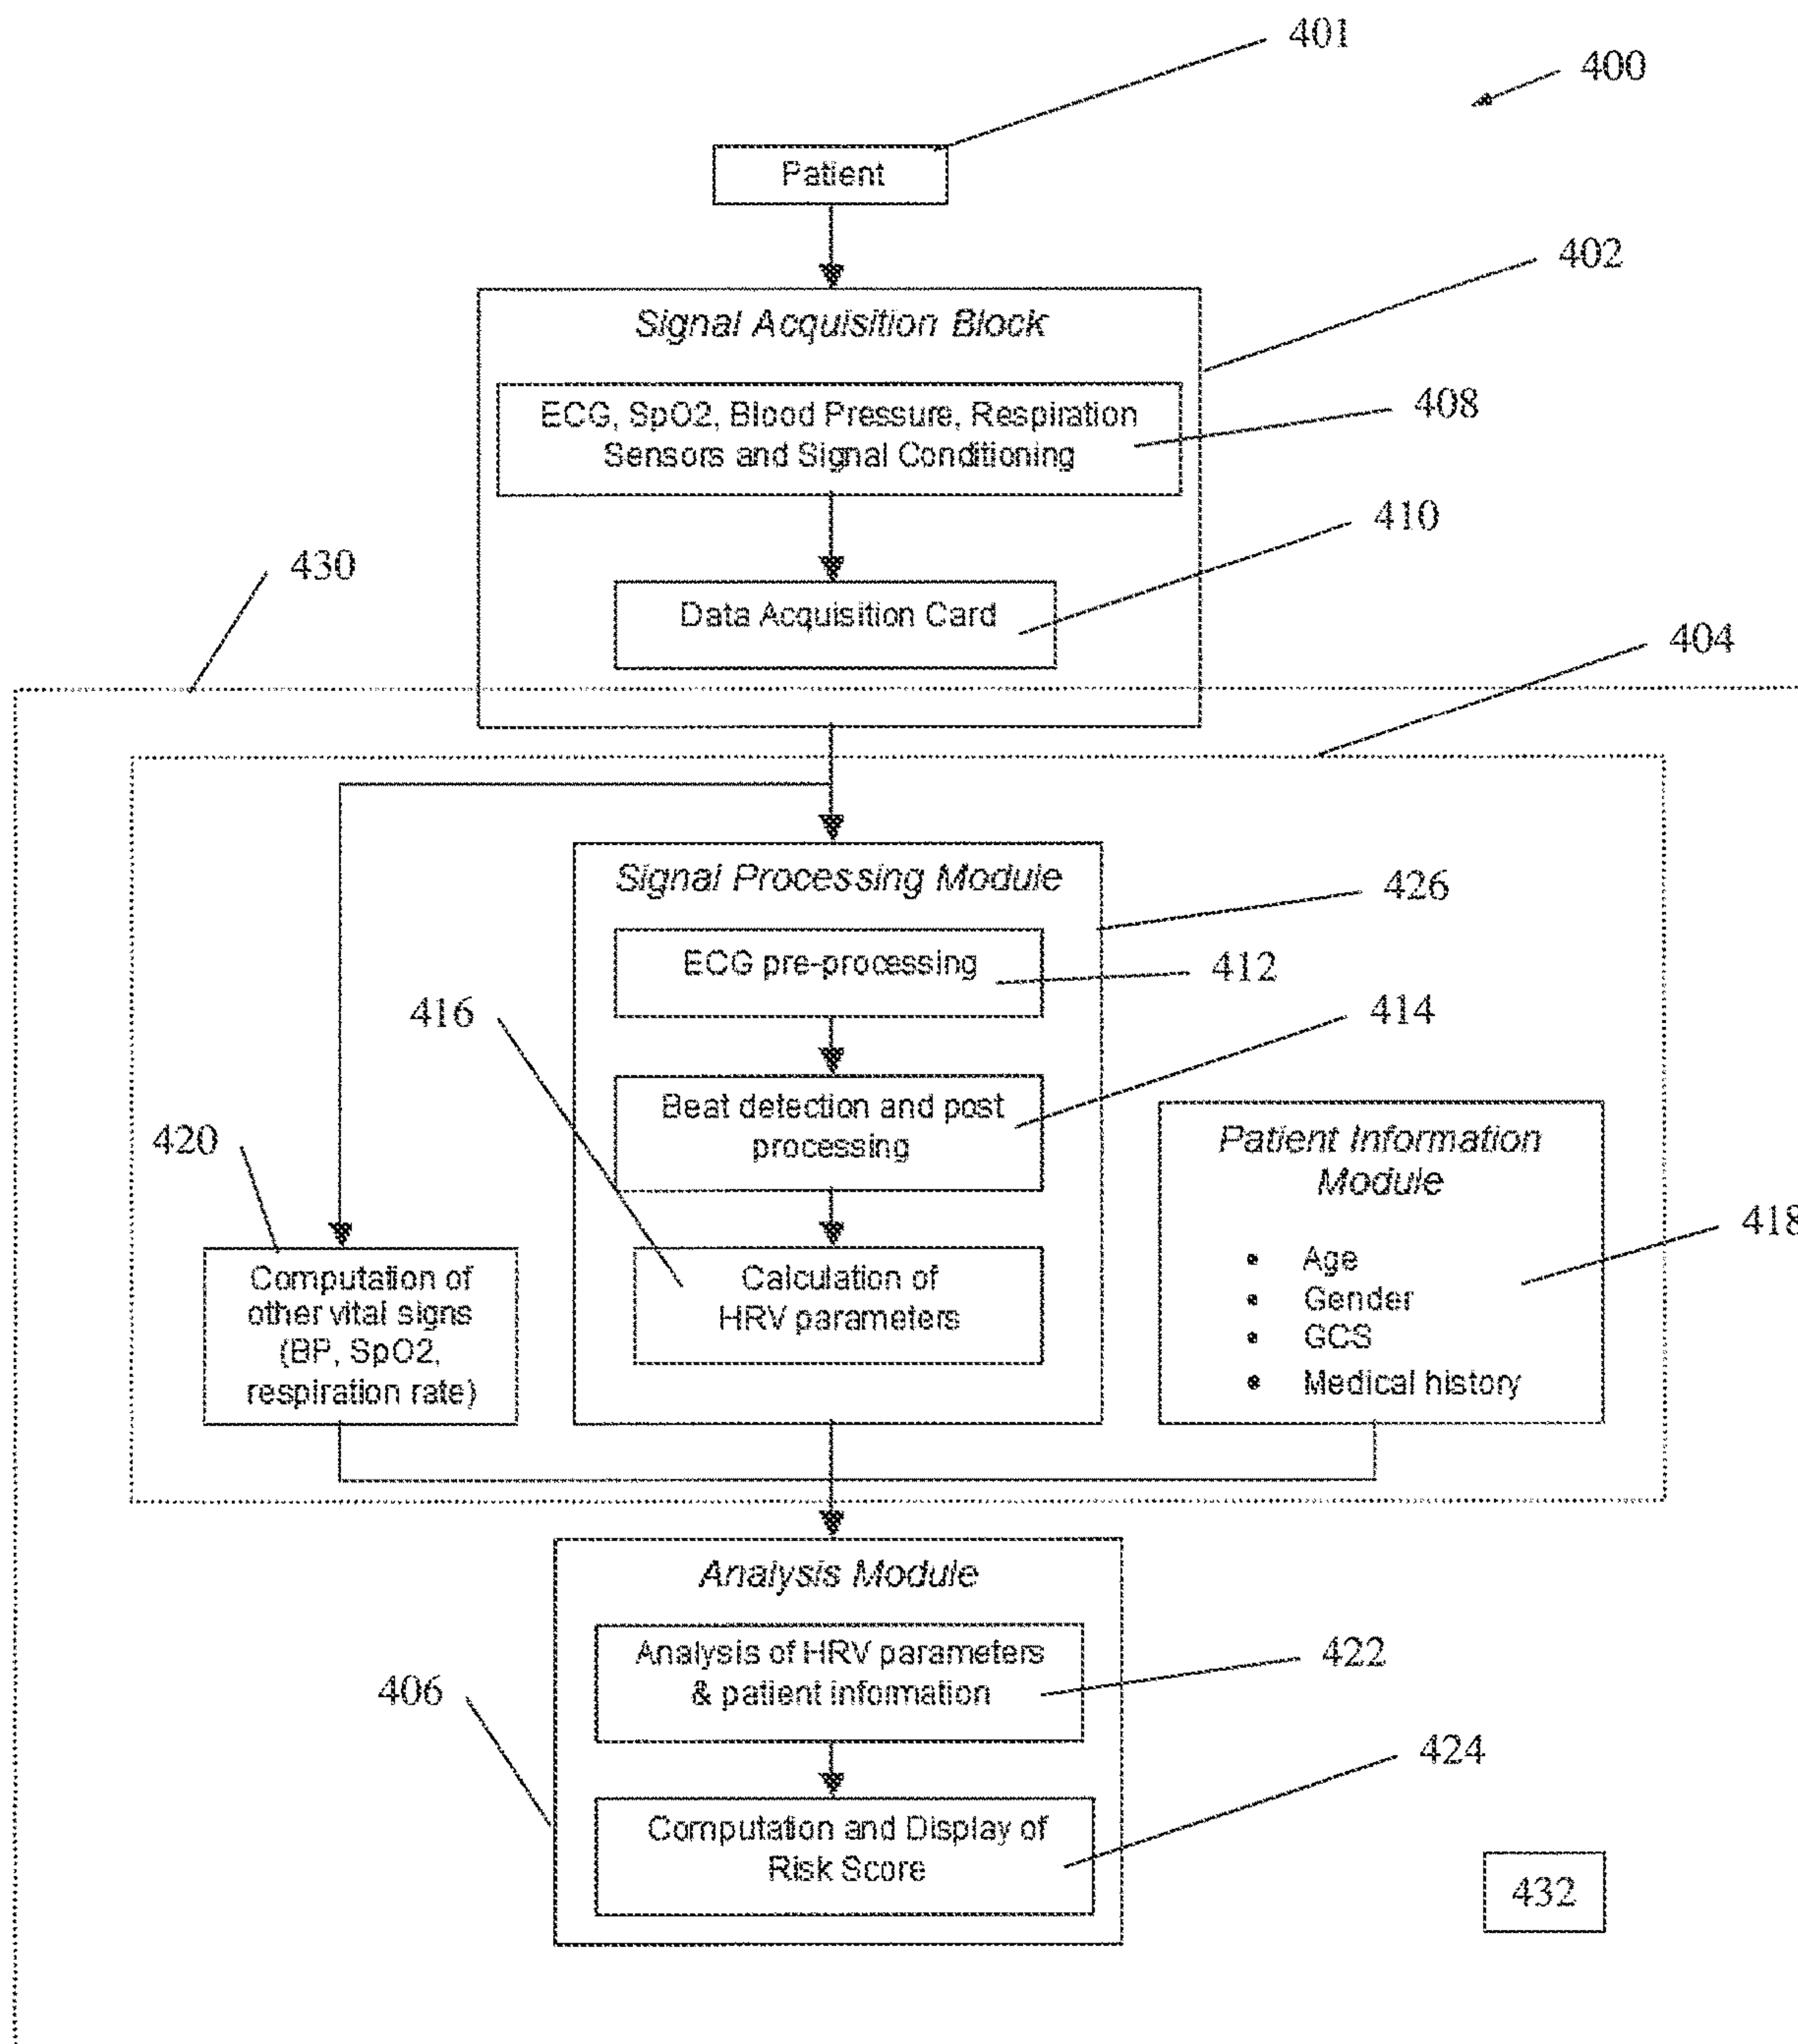 401
400
Patient
402
Signal Acquisition Block
ECG, SpO2, Blood Pressure, Respiration
Sensors and Signal Conditioning
408
410
430
Data Acquisition Card
404
Signal Processing Module
426
ECG pre-processing
412
416
414
Beat detection and post
processing
420
Patient Information
Module
418
• Age
• Gender
• GCS
• Medical history
Computation of
other vital signs
(BP, SpO2,
respiration rate)
Calculation of
HRV parameters
Analysis Module
Analysis of HRV parameters
& patient information
422
406
424
Computation and Display of
Risk Score
432